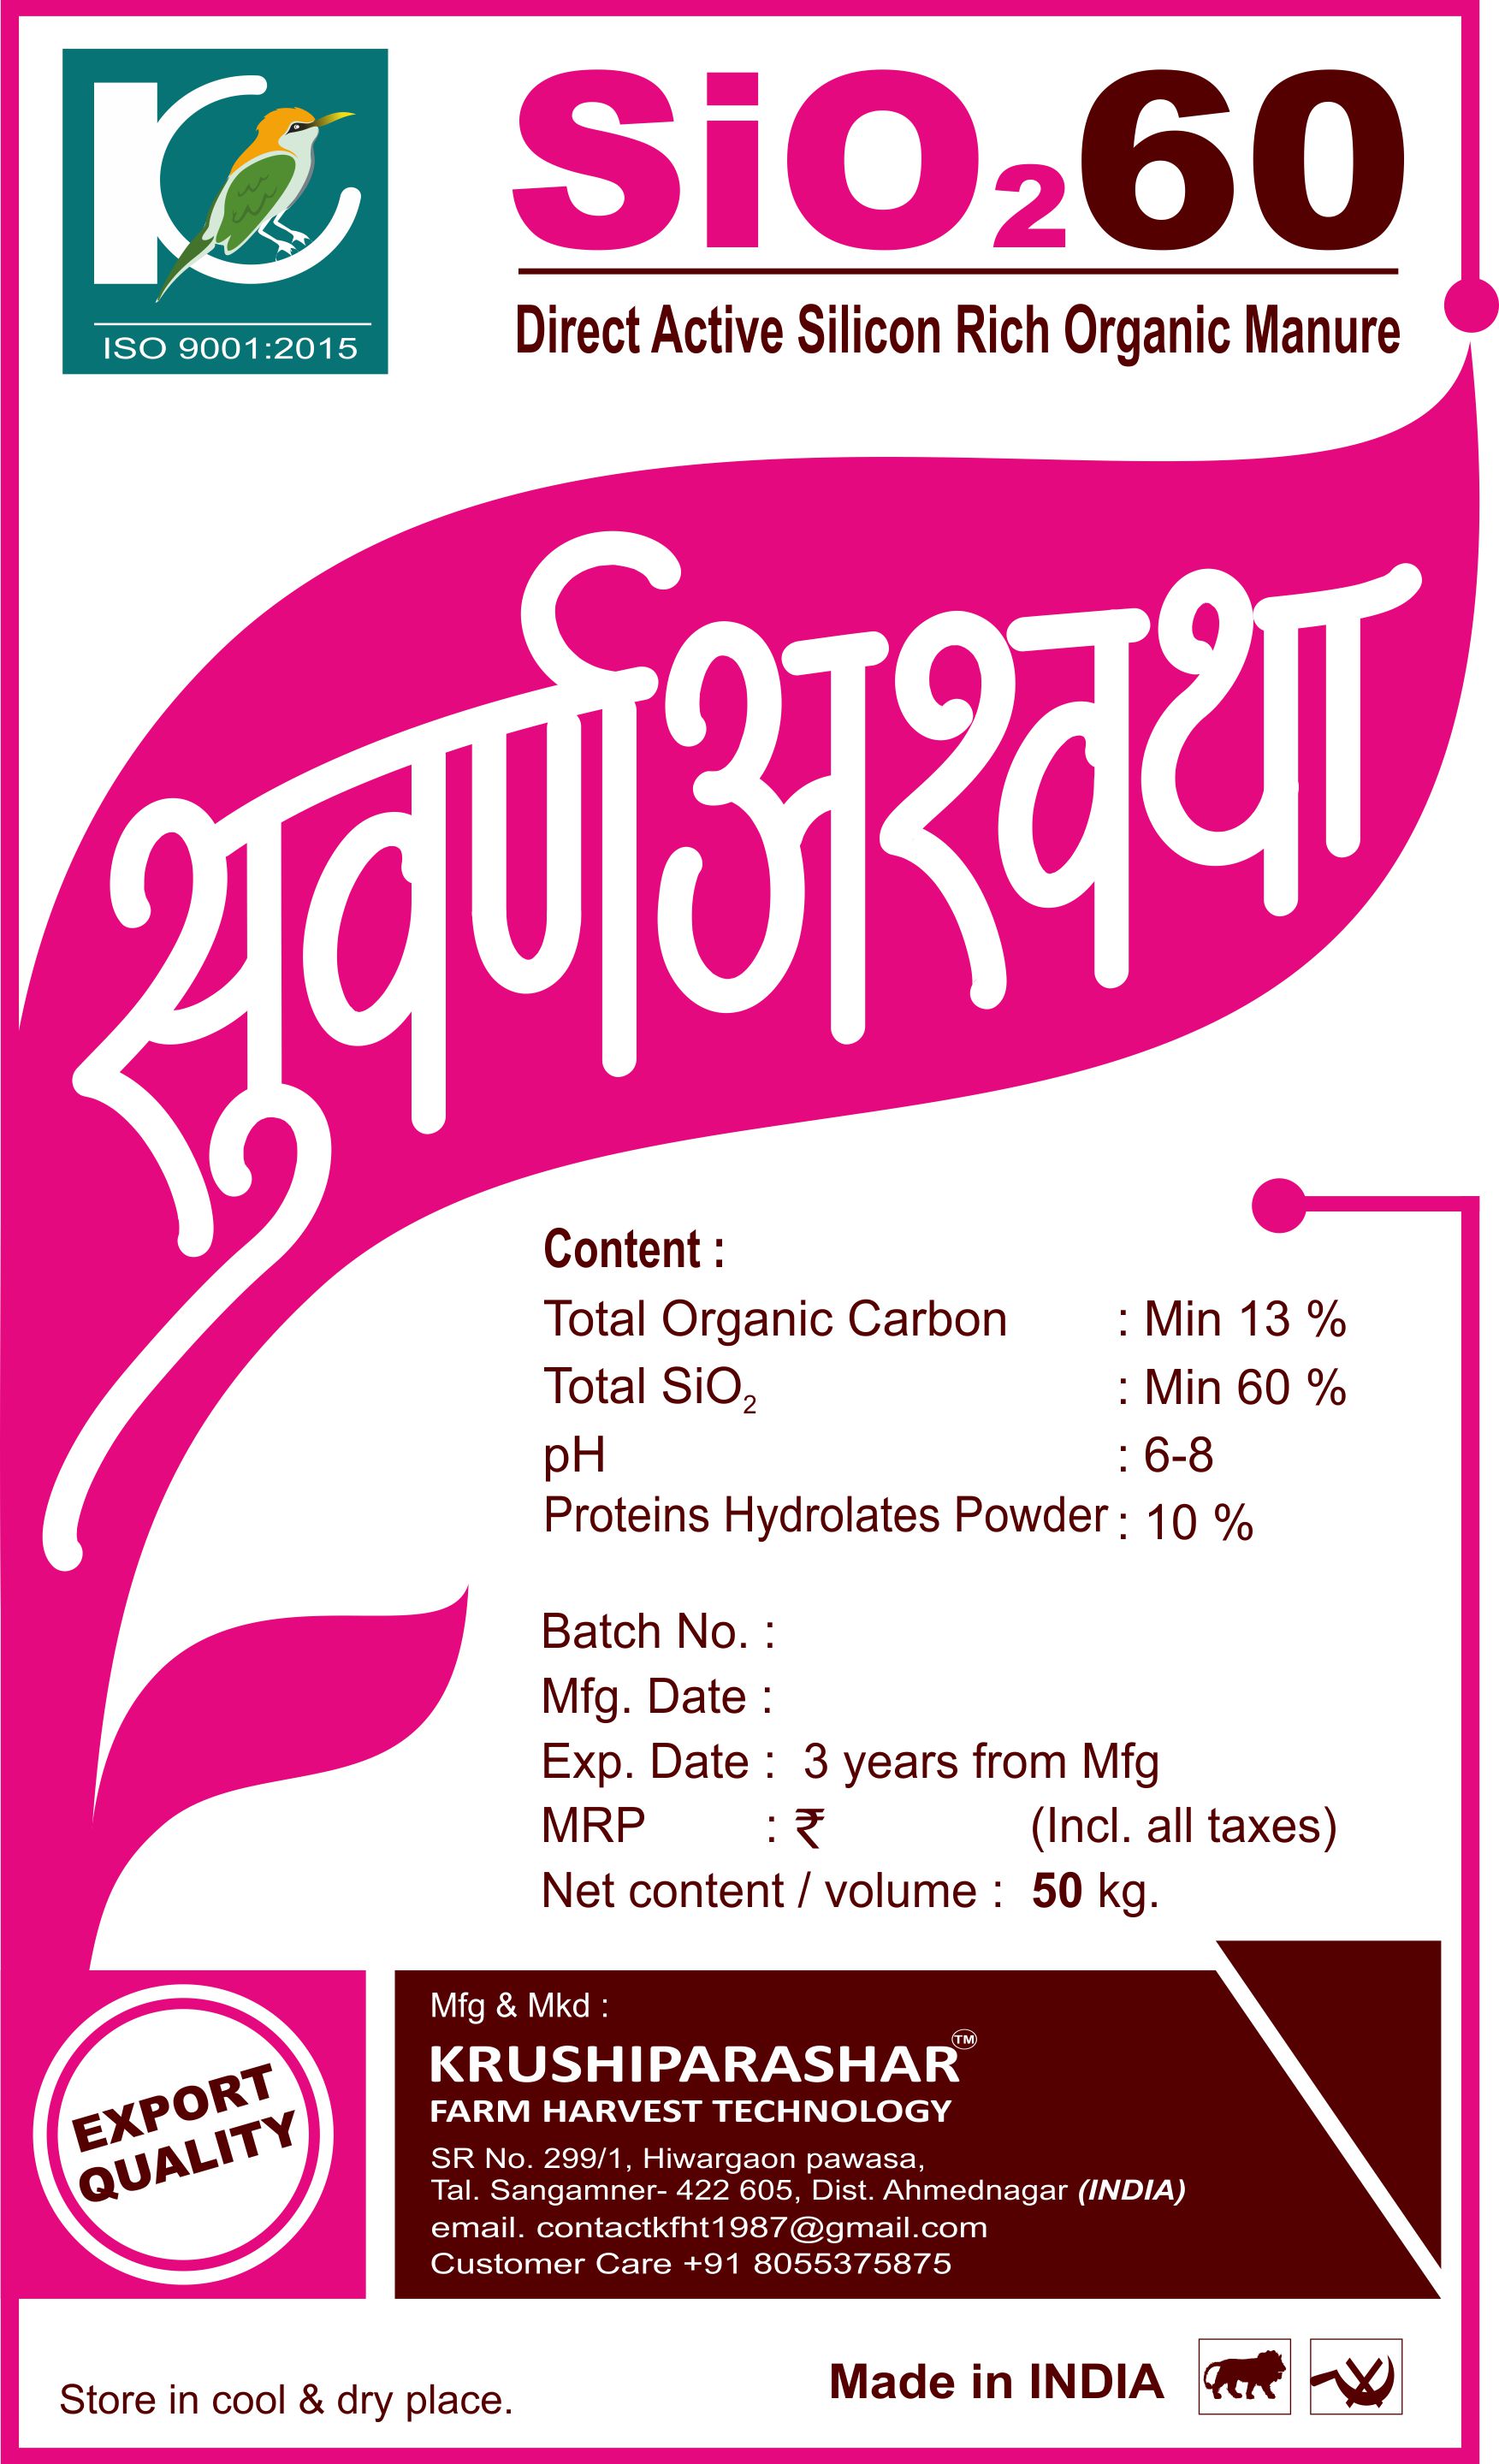 ISO 9001:2015
SiO₂60
Direct Active Silicon Rich Organic Manure
सुवर्णअश्वथा
Content :
Total Organic Carbon : Min 13 %
Total SiO₂ : Min 60 %
pH : 6-8
Proteins Hydrolates Powder : 10 %
Batch No. :
Mfg. Date :
Exp. Date : 3 years from Mfg
MRP : ₹ (Incl. all taxes)
Net content / volume : 50 kg.
EXPORT
QUALITY
Mfg & Mkd :
KRUSHIPARASHAR™
FARM HARVEST TECHNOLOGY
SR No. 299/1, Hiwargaon pawasa,
Tal. Sangamner- 422 605, Dist. Ahmednagar (INDIA)
email. contactkfht1987@gmail.com
Customer Care +91 8055375875
Store in cool & dry place.
Made in INDIA